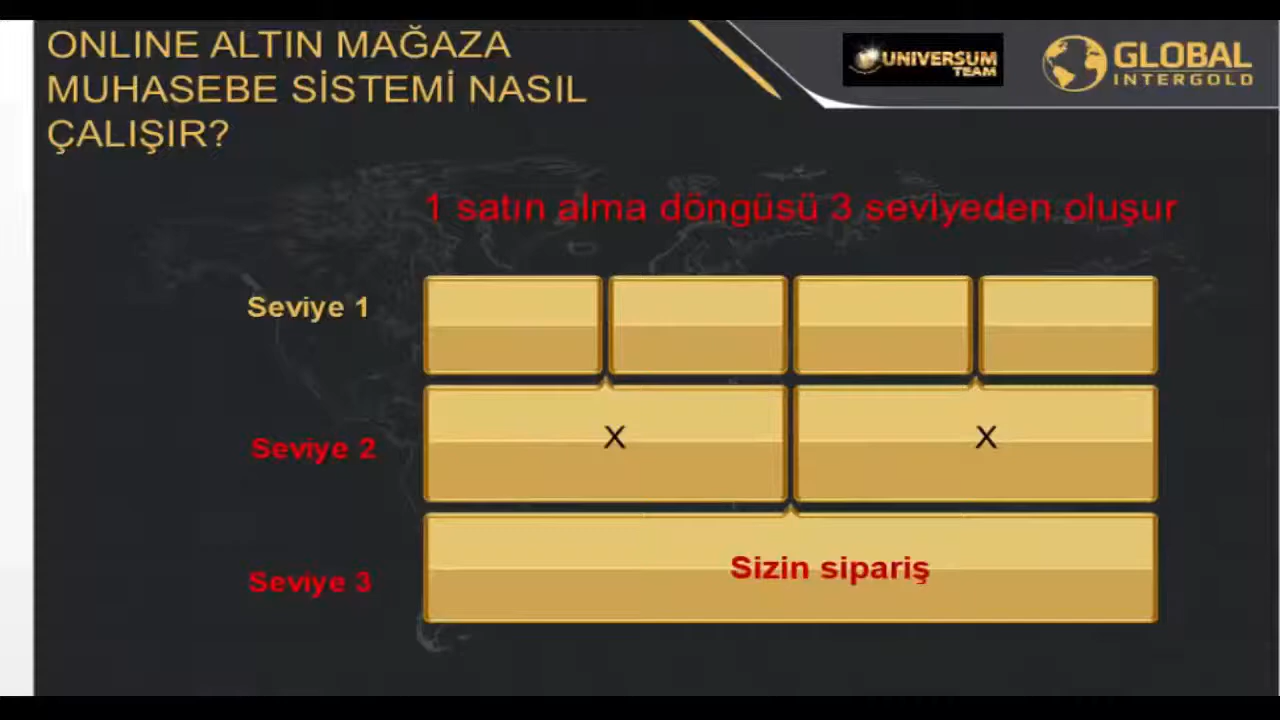 ONLINE ALTIN MAĞAZA
MUHASEBE SİSTEMİ NASIL
ÇALIŞIR?
UNIVERSUM
TEAM
GLOBAL
INTERGOLD
1 satın alma döngüsü 3 seviyeden oluşur
Seviye 1
Seviye 2
X X
Seviye 3
Sizin sipariş